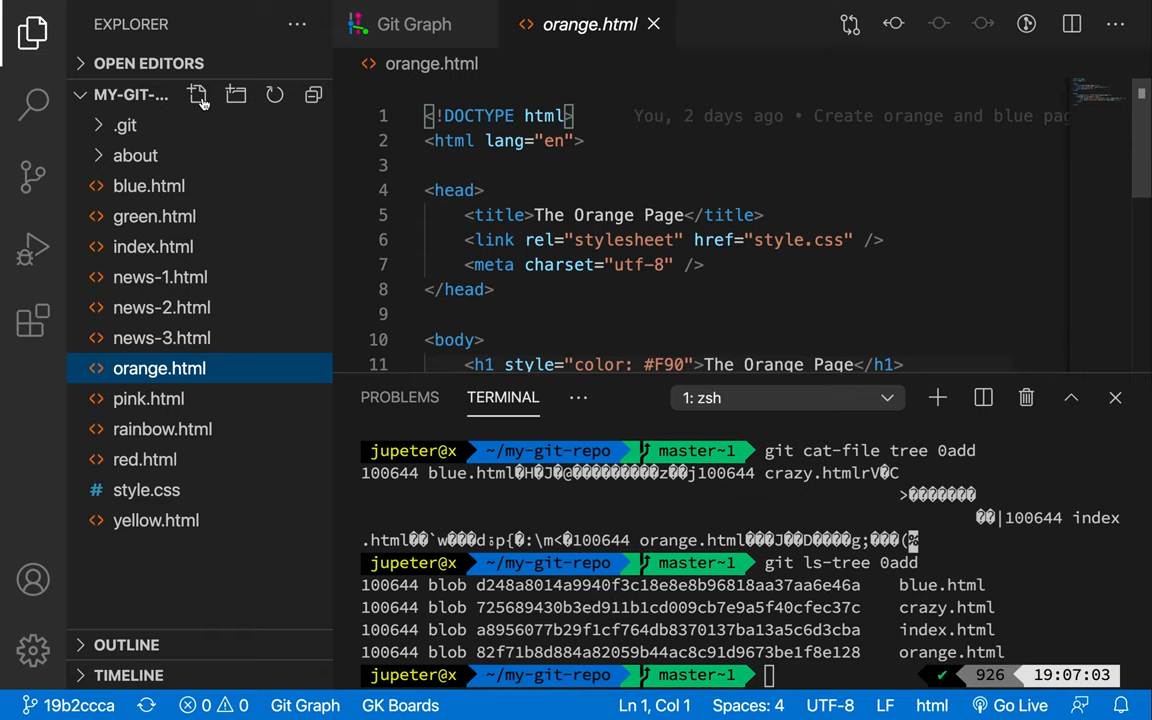 EXPLORER
OPEN EDITORS
MY-GIT-...
.git
about
blue.html
green.html
index.html
news-1.html
news-2.html
news-3.html
orange.html
pink.html
rainbow.html
red.html
# style.css
yellow.html
OUTLINE
TIMELINE
Git Graph
orange.html
orange.html
1 <!DOCTYPE html> You, 2 days ago • Create orange and blue pag
2 <html lang="en">
3
4 <head>
5 <title>The Orange Page</title>
6 <link rel="stylesheet" href="style.css" />
7 <meta charset="utf-8" />
8 </head>
9
10 <body>
11 <h1 style="color: #F90">The Orange Page</h1>
PROBLEMS TERMINAL ... 1: zsh
jupeter@x ~/my-git-repo master~1 git cat-file tree 0add
100644 blue.html�H�J�@���������z��j100644 crazy.htmlrV�C
>�������
��|100644 index
.html��`w���d p{�:\m<�100644 orange.html���J��D����g;���(%
jupeter@x ~/my-git-repo master~1 git ls-tree 0add
100644 blob d248a8014a9940f3c18e8e8b96818aa37aa6e46a blue.html
100644 blob 725689430b3ed911b1cd009cb7e9a5f40cfec37c crazy.html
100644 blob a8956077b29f1cf764db8370137ba13a5c6d3cba index.html
100644 blob 82f71b8d884a82059b44ac8c91d9673be1f8e128 orange.html
jupeter@x ~/my-git-repo master~1 ✔ 926 19:07:03
19b2ccca 0 0 Git Graph GK Boards Ln 1, Col 1 Spaces: 4 UTF-8 LF html Go Live